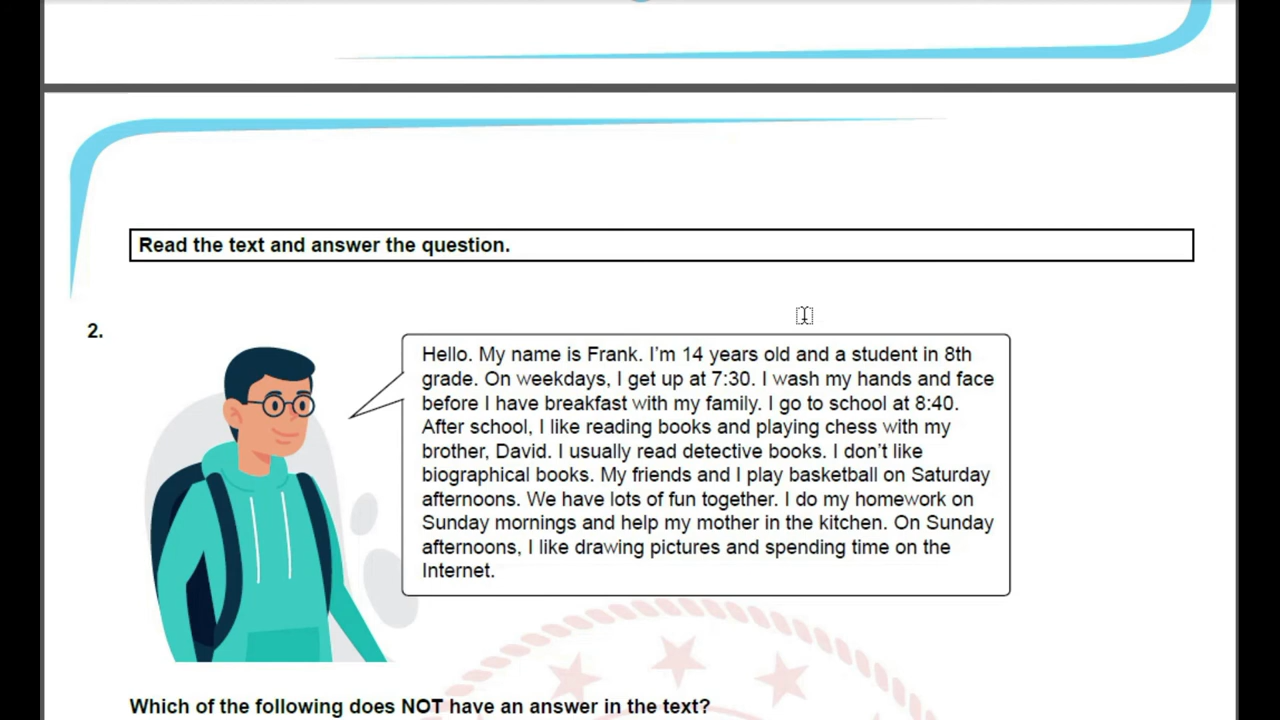 Read the text and answer the question.
2.
Hello. My name is Frank. I’m 14 years old and a student in 8th
grade. On weekdays, I get up at 7:30. I wash my hands and face
before I have breakfast with my family. I go to school at 8:40.
After school, I like reading books and playing chess with my
brother, David. I usually read detective books. I don’t like
biographical books. My friends and I play basketball on Saturday
afternoons. We have lots of fun together. I do my homework on
Sunday mornings and help my mother in the kitchen. On Sunday
afternoons, I like drawing pictures and spending time on the
Internet.
Which of the following does NOT have an answer in the text?